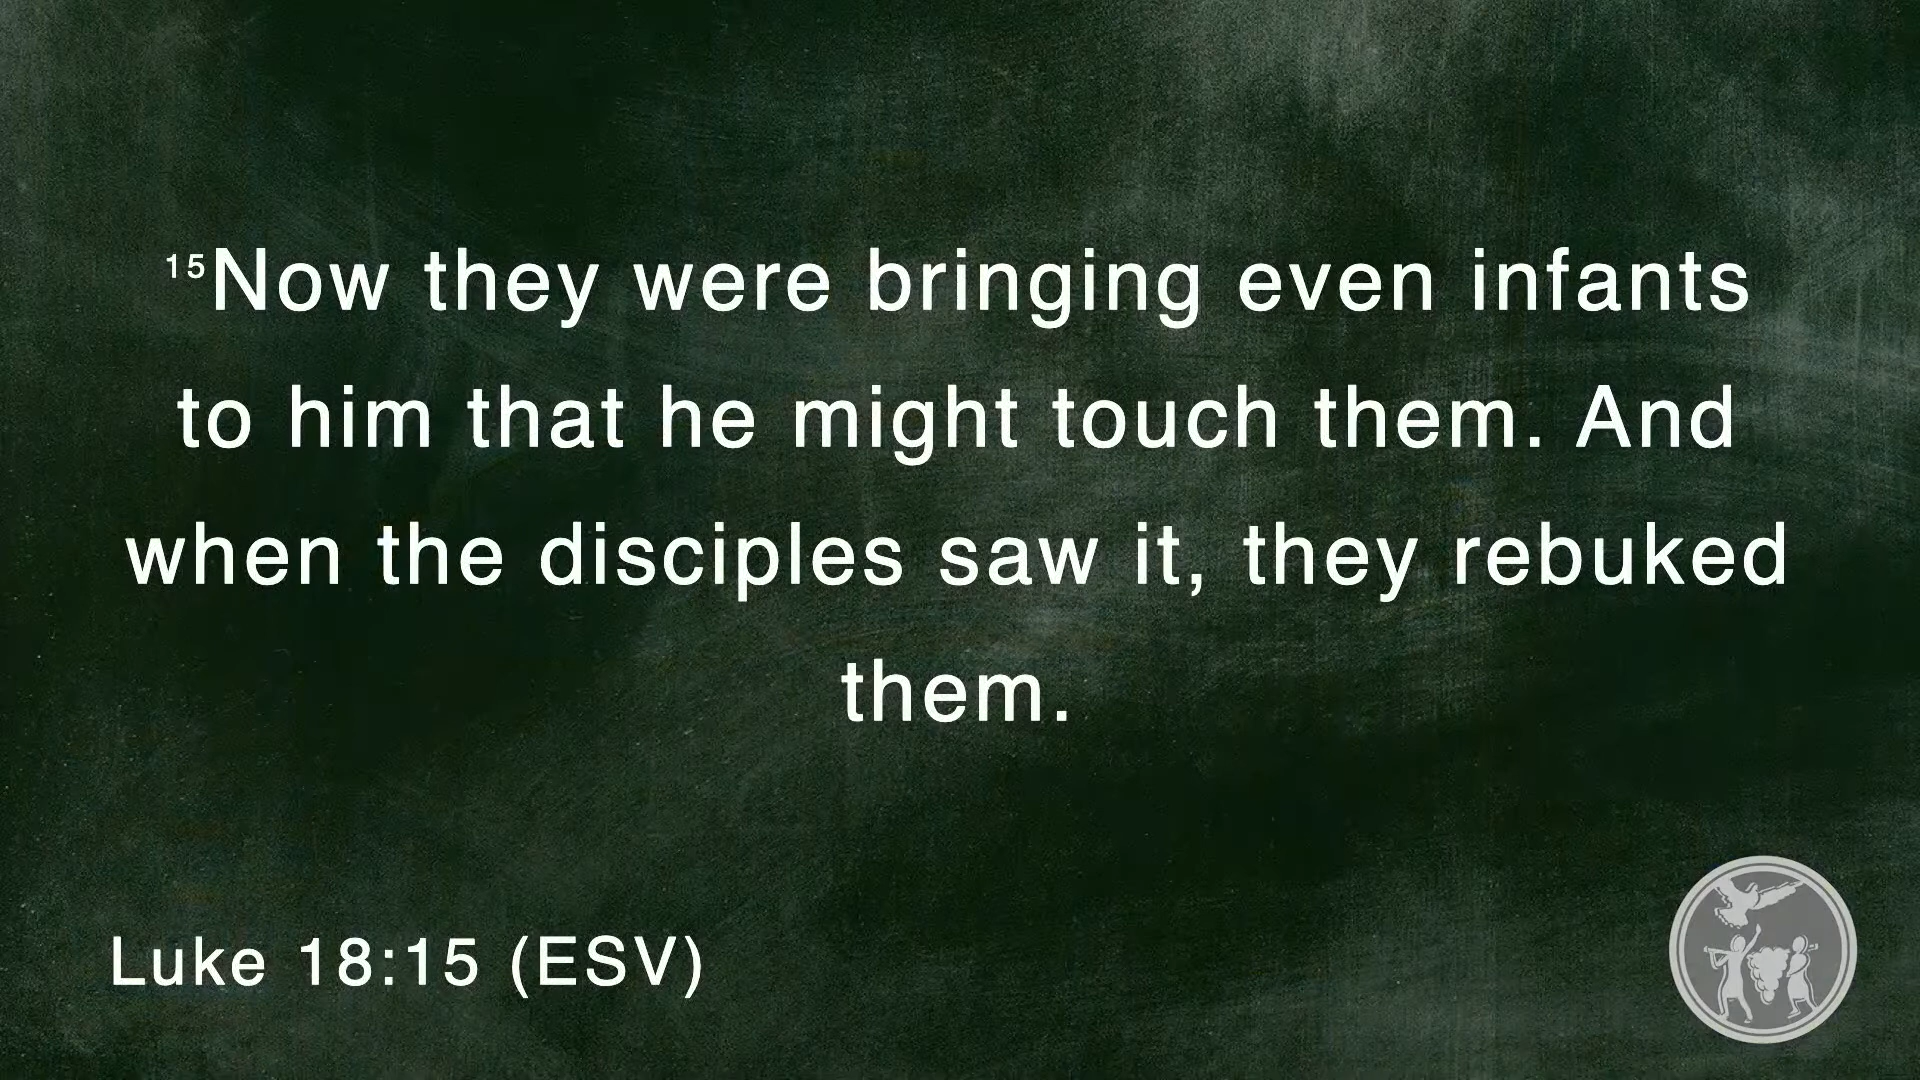 15Now they were bringing even infants
to him that he might touch them. And
when the disciples saw it, they rebuked
them.
Luke 18:15 (ESV)